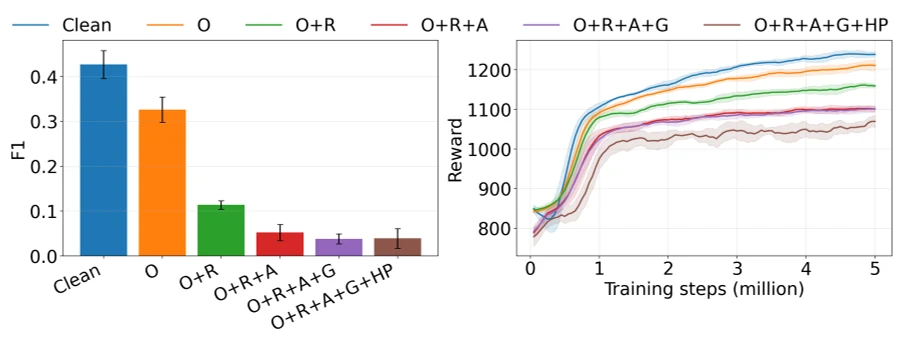 Clean O O+R O+R+A O+R+A+G O+R+A+G+HP
F1
0.4
0.3
0.2
0.1
0.0
Clean O O+R O+R+A O+R+A+G O+R+A+G+HP
Reward
1200
1100
1000
900
800
0 1 2 3 4 5
Training steps (million)